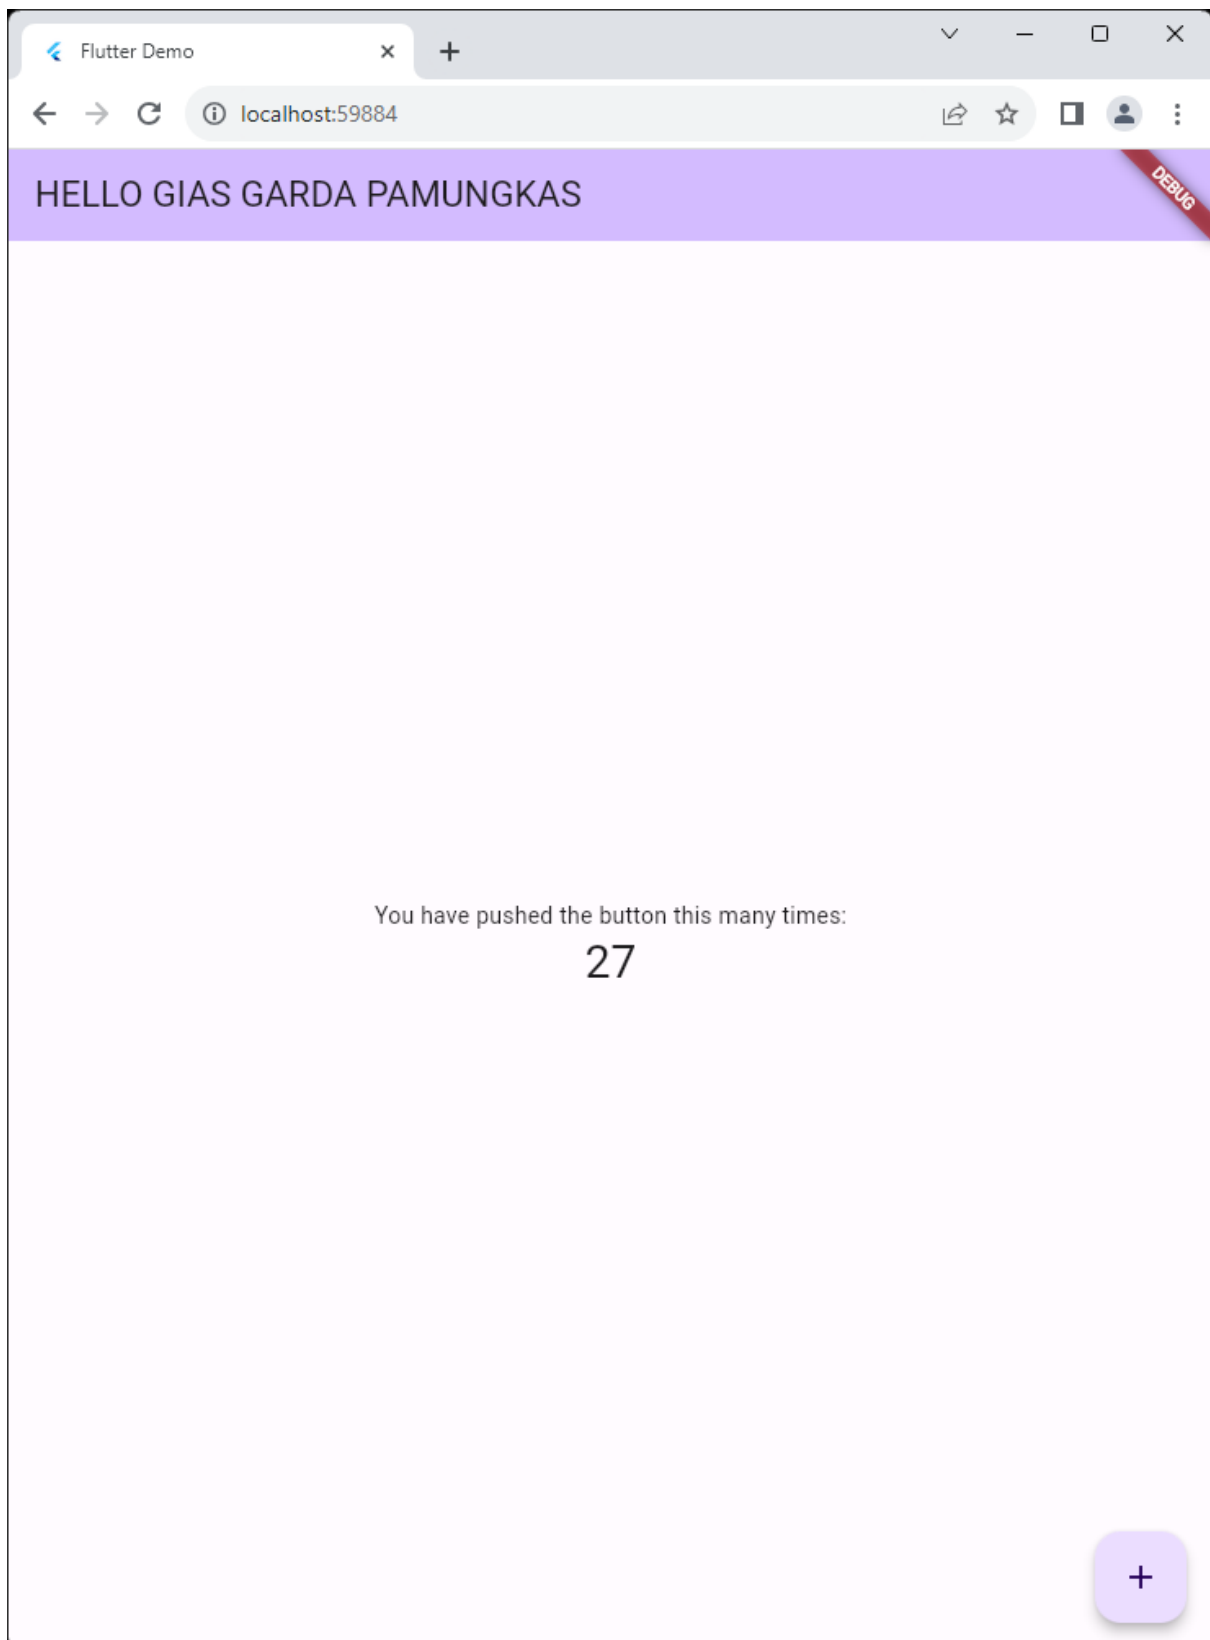 Flutter Demo
localhost:59884
HELLO GIAS GARDA PAMUNGKAS
DEBUG
You have pushed the button this many times:
27